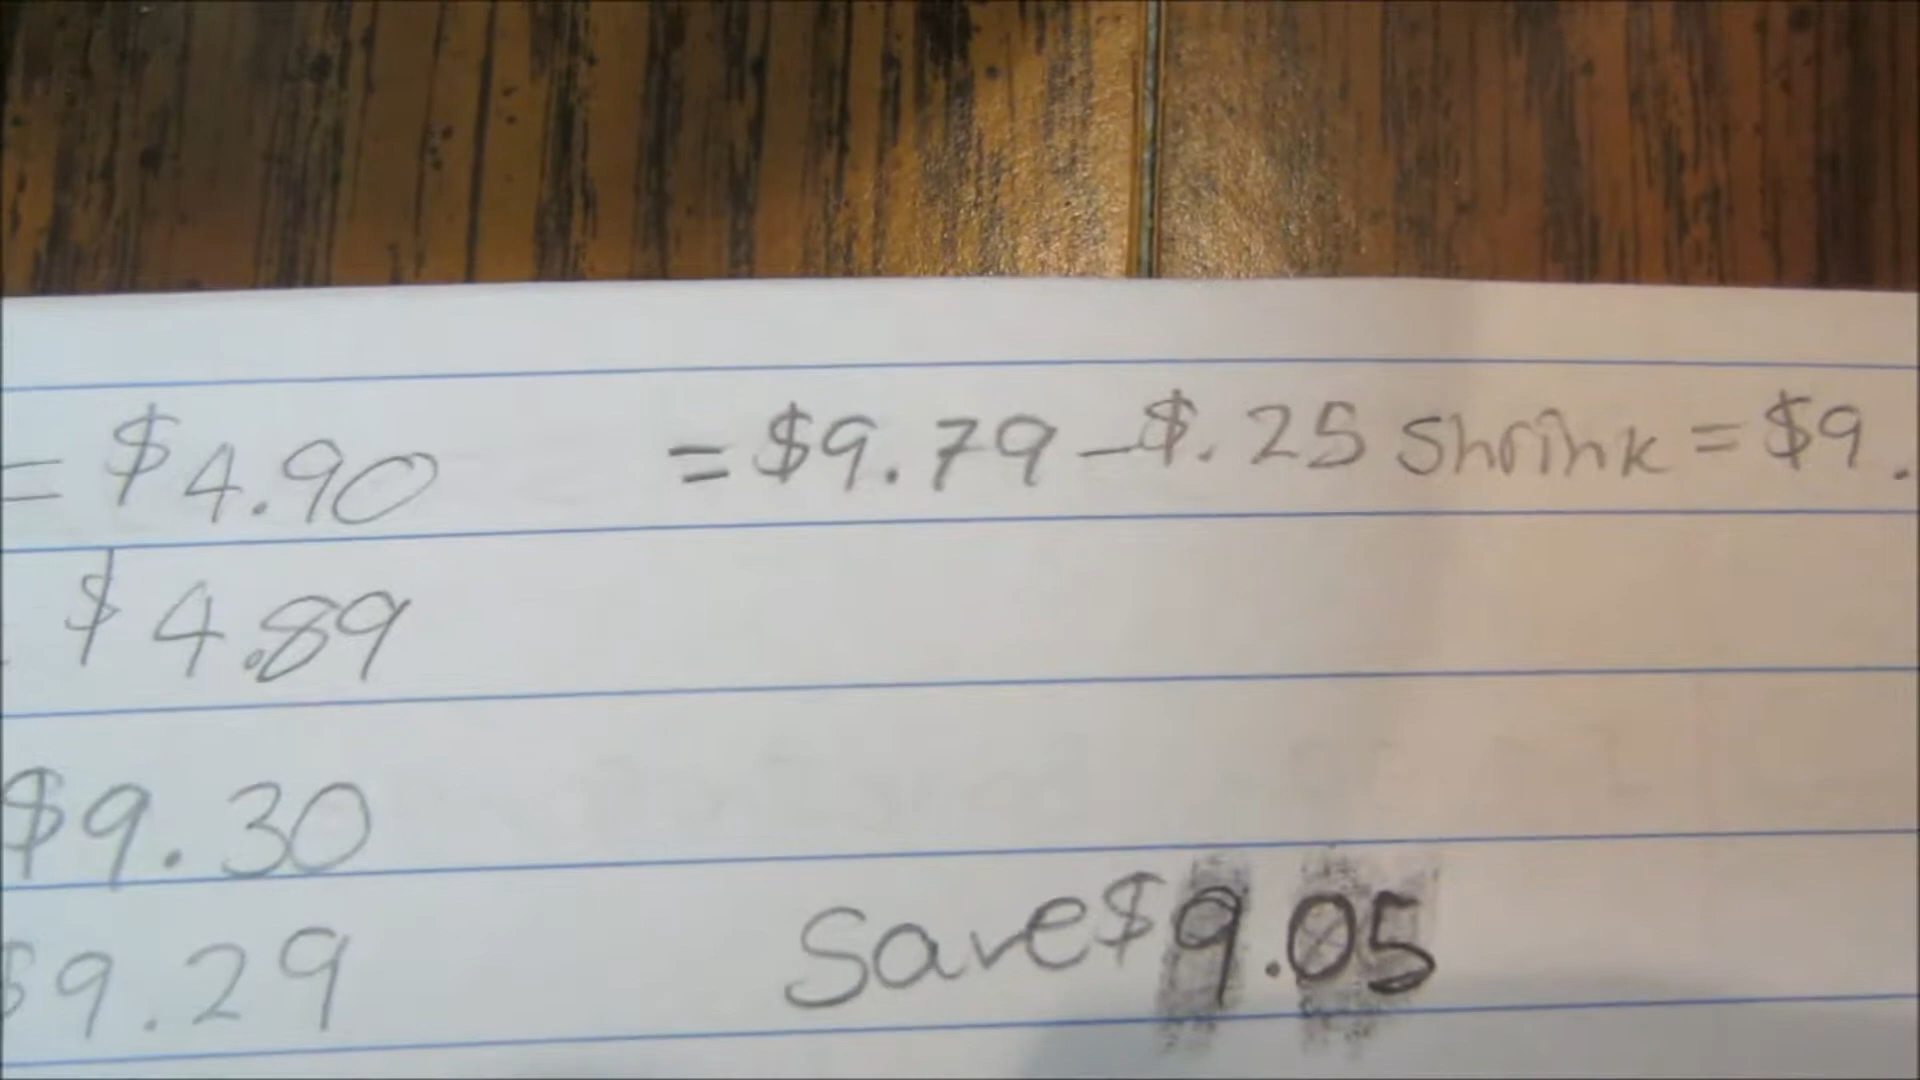 = $4.90 = $9.79 - $.25 Shrink = $9.
$4.89
$9.30
$9.29 Save $9.05